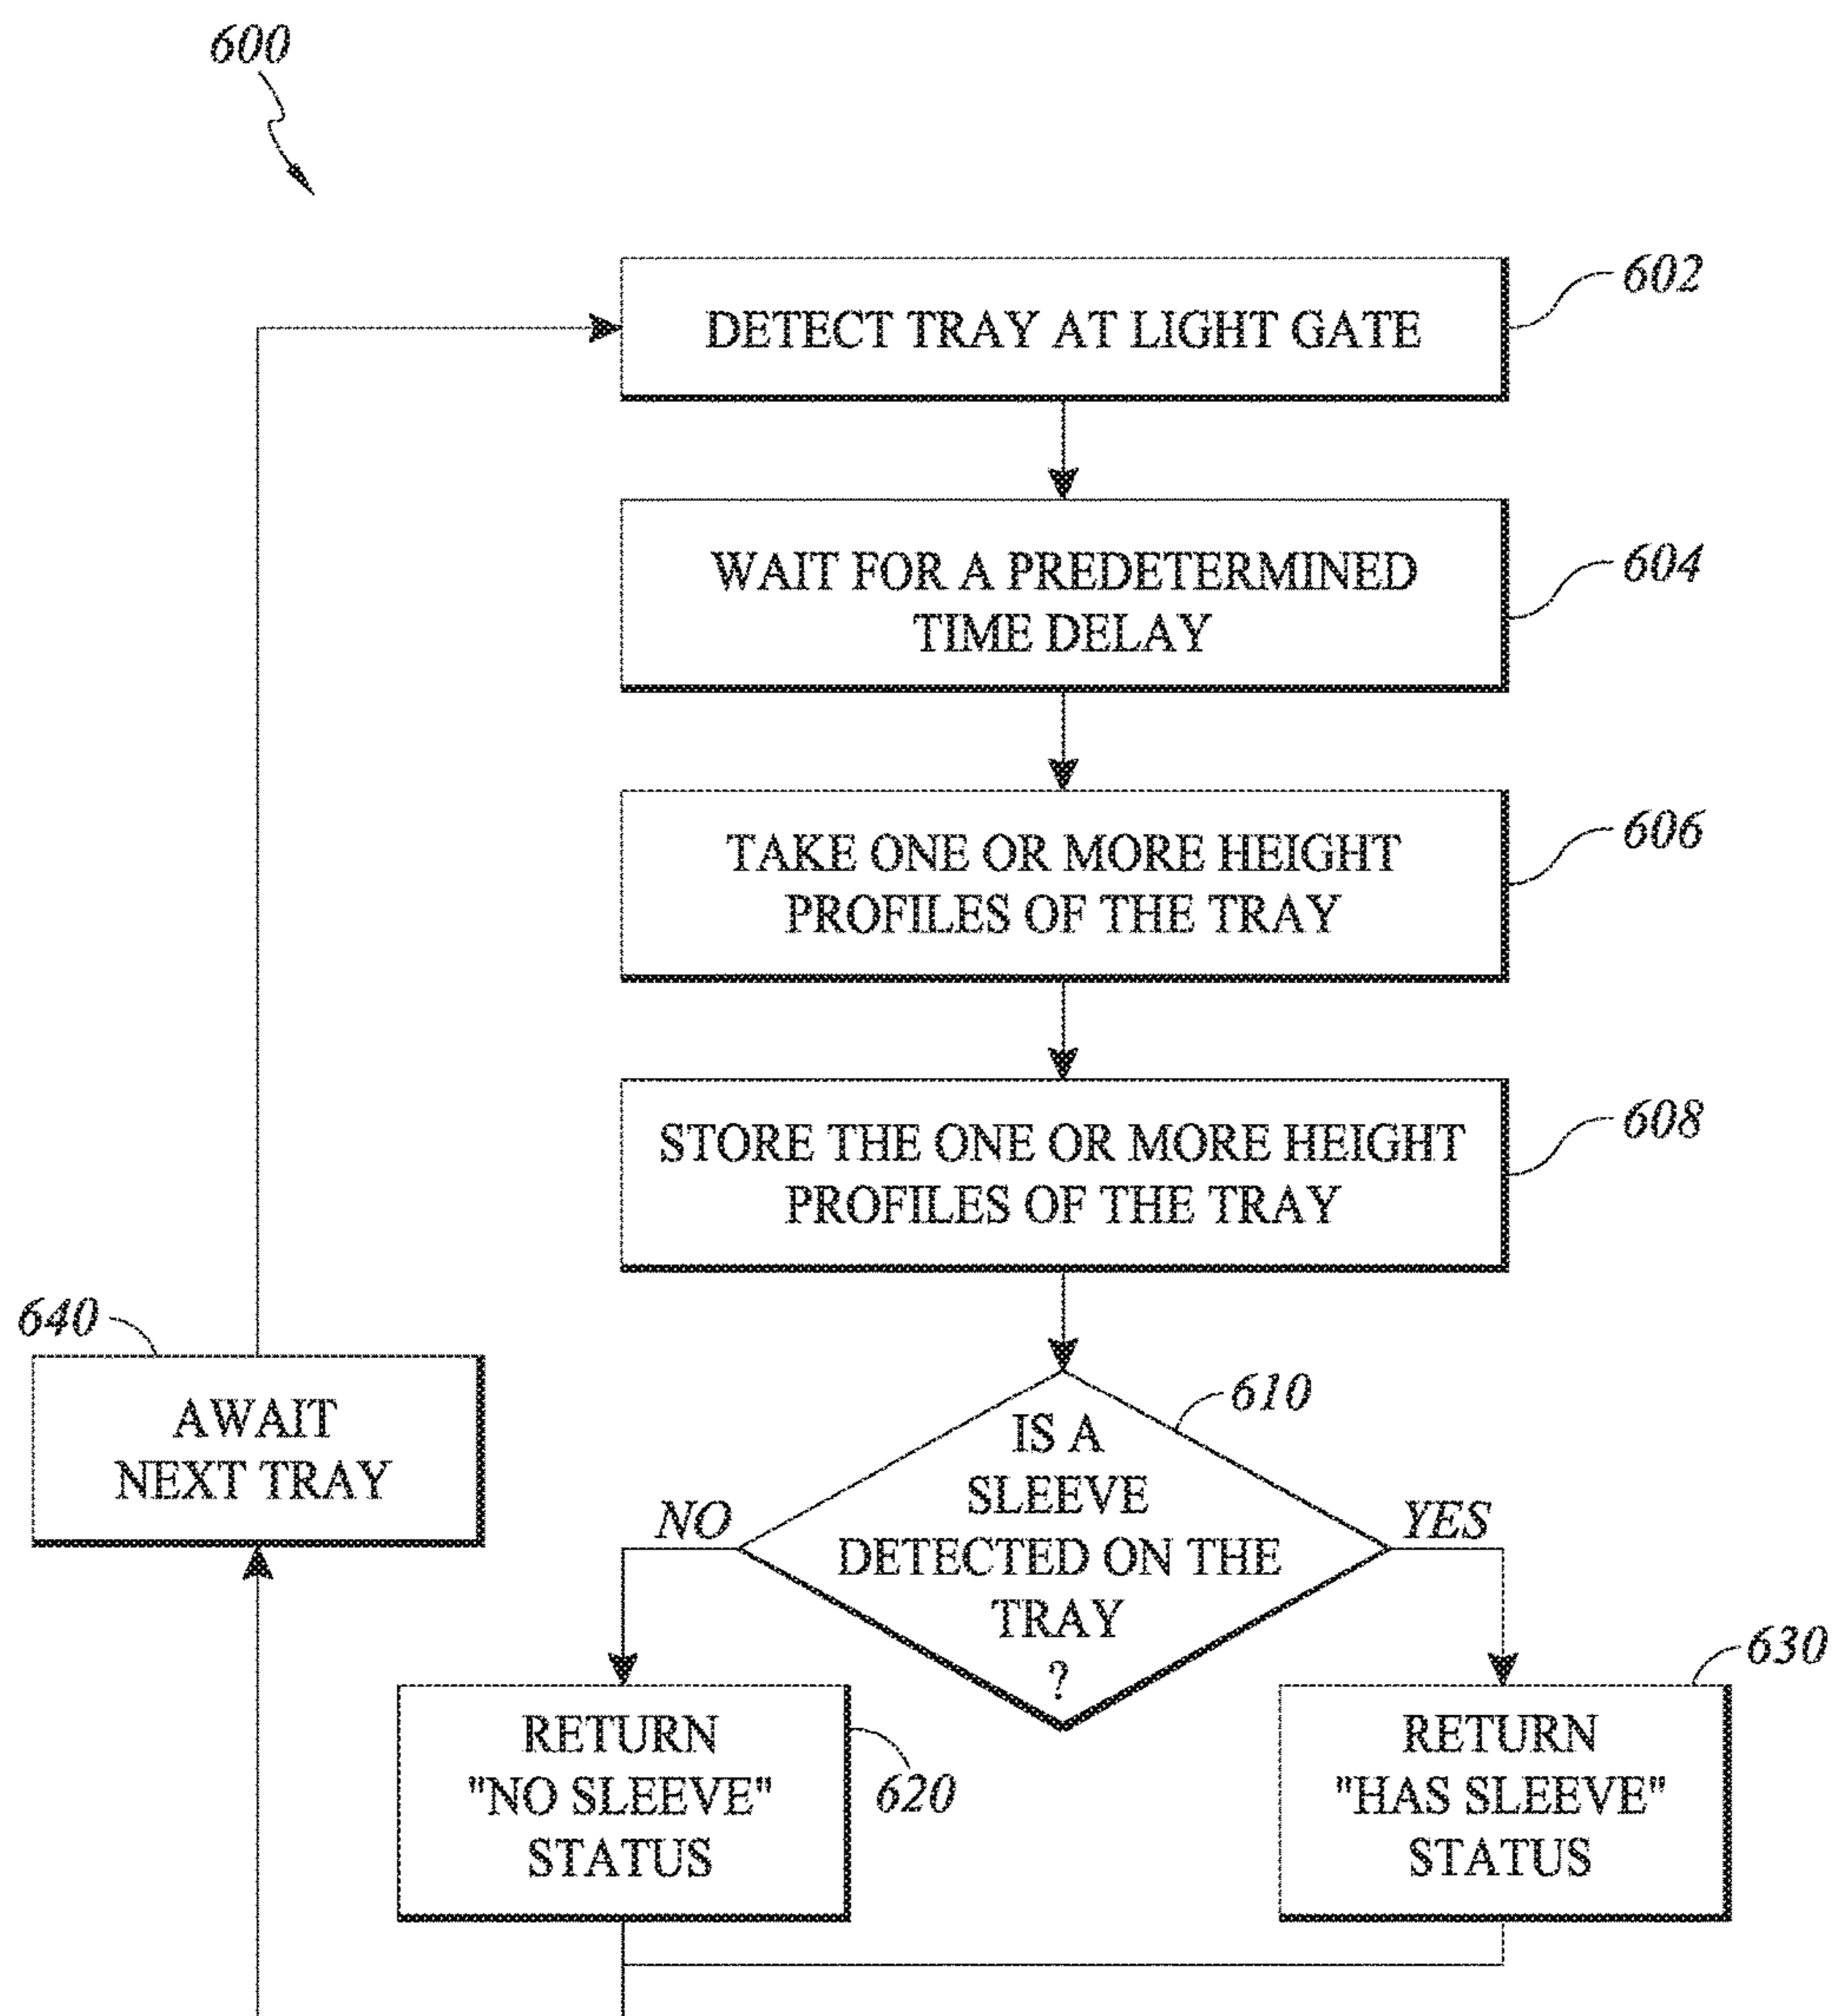 600
602
DETECT TRAY AT LIGHT GATE
604
WAIT FOR A PREDETERMINED
TIME DELAY
606
TAKE ONE OR MORE HEIGHT
PROFILES OF THE TRAY
608
STORE THE ONE OR MORE HEIGHT
PROFILES OF THE TRAY
640
AWAIT
NEXT TRAY
610
IS A
SLEEVE
DETECTED ON THE
TRAY
?
NO
YES
RETURN
"NO SLEEVE"
STATUS
620
630
RETURN
"HAS SLEEVE"
STATUS